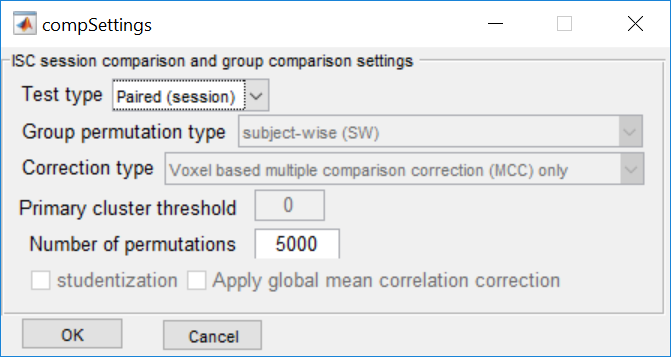 compSettings
ISC session comparison and group comparison settings
Test type Paired (session)
Group permutation type subject-wise (SW)
Correction type Voxel based multiple comparison correction (MCC) only
Primary cluster threshold 0
Number of permutations 5000
studentization Apply global mean correlation correction
OK Cancel